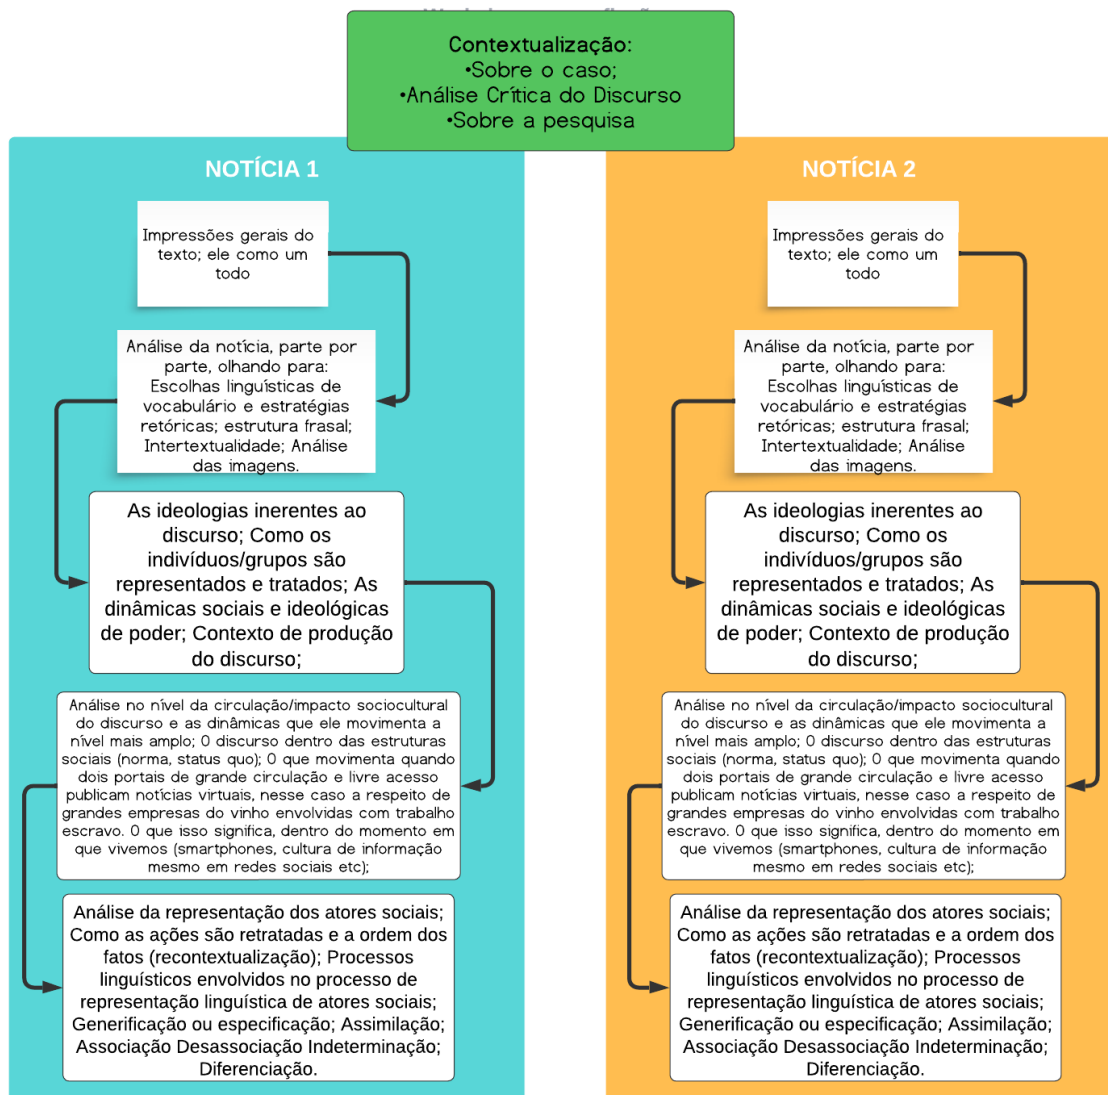 Contextualização:
•Sobre o caso;
•Análise Crítica do Discurso
•Sobre a pesquisa
NOTÍCIA 1
Impressões gerais do
texto; ele como um
todo
Análise da notícia, parte por
parte, olhando para:
Escolhas linguísticas de
vocabulário e estratégias
retóricas; estrutura frasal;
Intertextualidade; Análise
das imagens.
As ideologias inerentes ao
discurso; Como os
indivíduos/grupos são
representados e tratados; As
dinâmicas sociais e ideológicas
de poder; Contexto de produção
do discurso;
Análise no nível da circulação/impacto sociocultural
do discurso e as dinâmicas que ele movimenta a
nível mais amplo; O discurso dentro das estruturas
sociais (norma, status quo); O que movimenta quando
dois portais de grande circulação e livre acesso
publicam notícias virtuais, nesse caso a respeito de
grandes empresas do vinho envolvidas com trabalho
escravo. O que isso significa, dentro do momento em
que vivemos (smartphones, cultura de informação
mesmo em redes sociais etc);
Análise da representação dos atores sociais;
Como as ações são retratadas e a ordem dos
fatos (recontextualização); Processos
linguísticos envolvidos no processo de
representação linguística de atores sociais;
Generificação ou especificação; Assimilação;
Associação Desassociação Indeterminação;
Diferenciação.
NOTÍCIA 2
Impressões gerais do
texto; ele como um
todo
Análise da notícia, parte por
parte, olhando para:
Escolhas linguísticas de
vocabulário e estratégias
retóricas; estrutura frasal;
Intertextualidade; Análise
das imagens.
As ideologias inerentes ao
discurso; Como os
indivíduos/grupos são
representados e tratados; As
dinâmicas sociais e ideológicas
de poder; Contexto de produção
do discurso;
Análise no nível da circulação/impacto sociocultural
do discurso e as dinâmicas que ele movimenta a
nível mais amplo; O discurso dentro das estruturas
sociais (norma, status quo); O que movimenta quando
dois portais de grande circulação e livre acesso
publicam notícias virtuais, nesse caso a respeito de
grandes empresas do vinho envolvidas com trabalho
escravo. O que isso significa, dentro do momento em
que vivemos (smartphones, cultura de informação
mesmo em redes sociais etc);
Análise da representação dos atores sociais;
Como as ações são retratadas e a ordem dos
fatos (recontextualização); Processos
linguísticos envolvidos no processo de
representação linguística de atores sociais;
Generificação ou especificação; Assimilação;
Associação Desassociação Indeterminação;
Diferenciação.